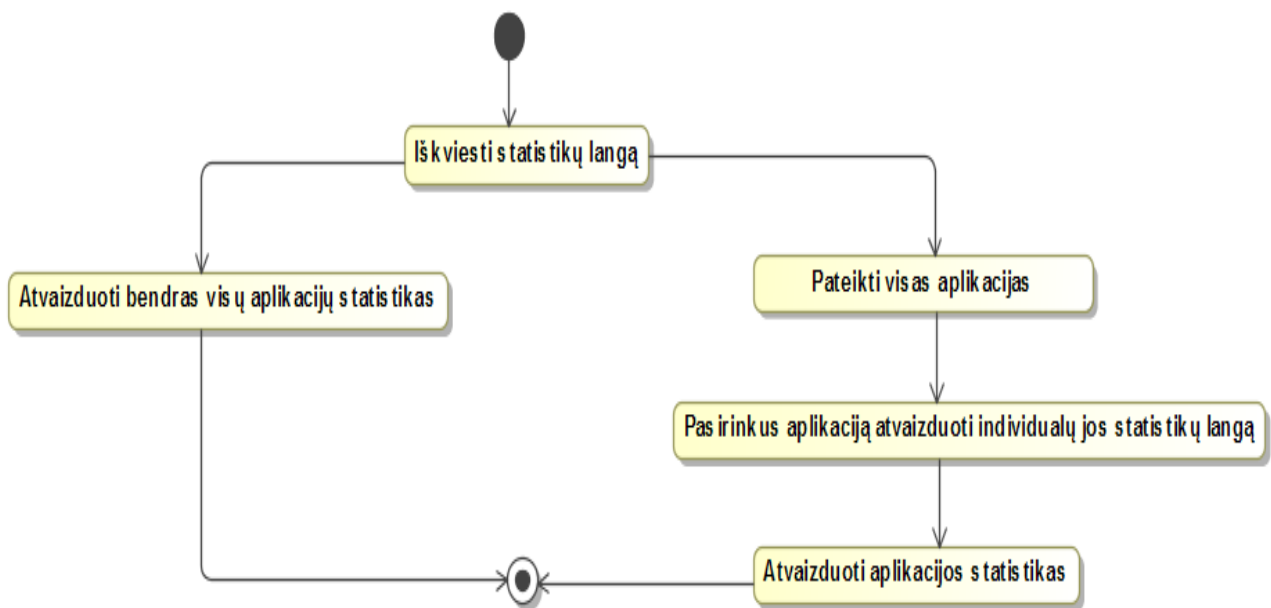 Iškviesti statistikų langą
Atvaizduoti bendras visų aplikacijų statistikas
Pateikti visas aplikacijas
Pasirinkus aplikaciją atvaizduoti individualų jos statistikų langą
Atvaizduoti aplikacijos statistikas